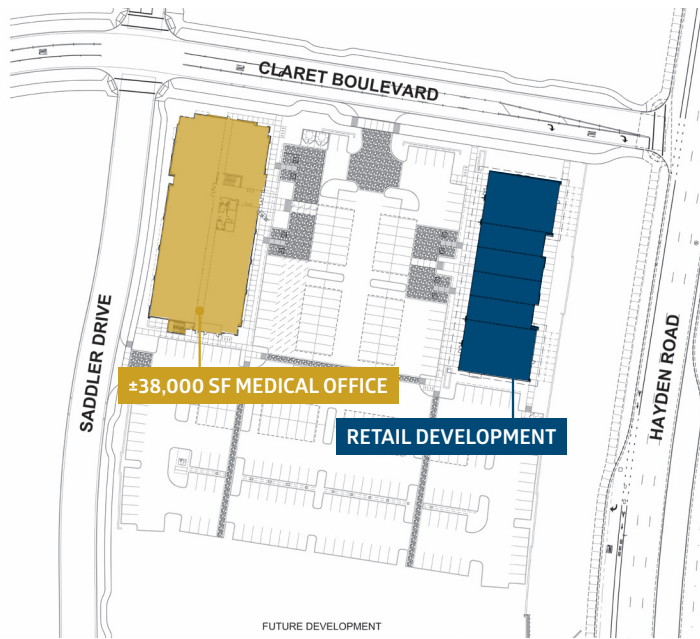 CLARET BOULEVARD
SADDLER DRIVE
HAYDEN ROAD
±38,000 SF MEDICAL OFFICE
RETAIL DEVELOPMENT
FUTURE DEVELOPMENT